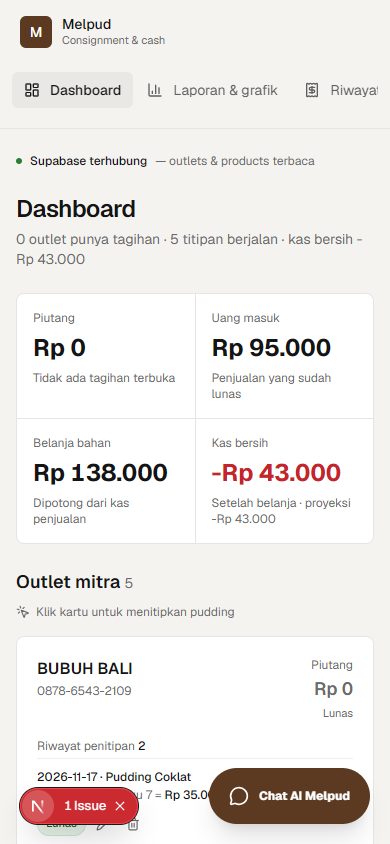 M
Melpud
Consignment & cash
Dashboard
Laporan & grafik
Riwayat
Supabase terhubung — outlets & products terbaca
Dashboard
0 outlet punya tagihan · 5 titipan berjalan · kas bersih -
Rp 43.000
Piutang
Rp 0
Tidak ada tagihan terbuka
Uang masuk
Rp 95.000
Penjualan yang sudah
lunas
Belanja bahan
Rp 138.000
Dipotong dari kas
penjualan
Kas bersih
-Rp 43.000
Setelah belanja · proyeksi
-Rp 43.000
Outlet mitra 5
Klik kartu untuk menitipkan pudding
BUBUH BALI
0878-6543-2109
Piutang
Rp 0
Lunas
Riwayat penitipan 2
2026-11-17 · Pudding Coklat
7 = Rp 35.0
N 1 Issue
Chat AI Melpud